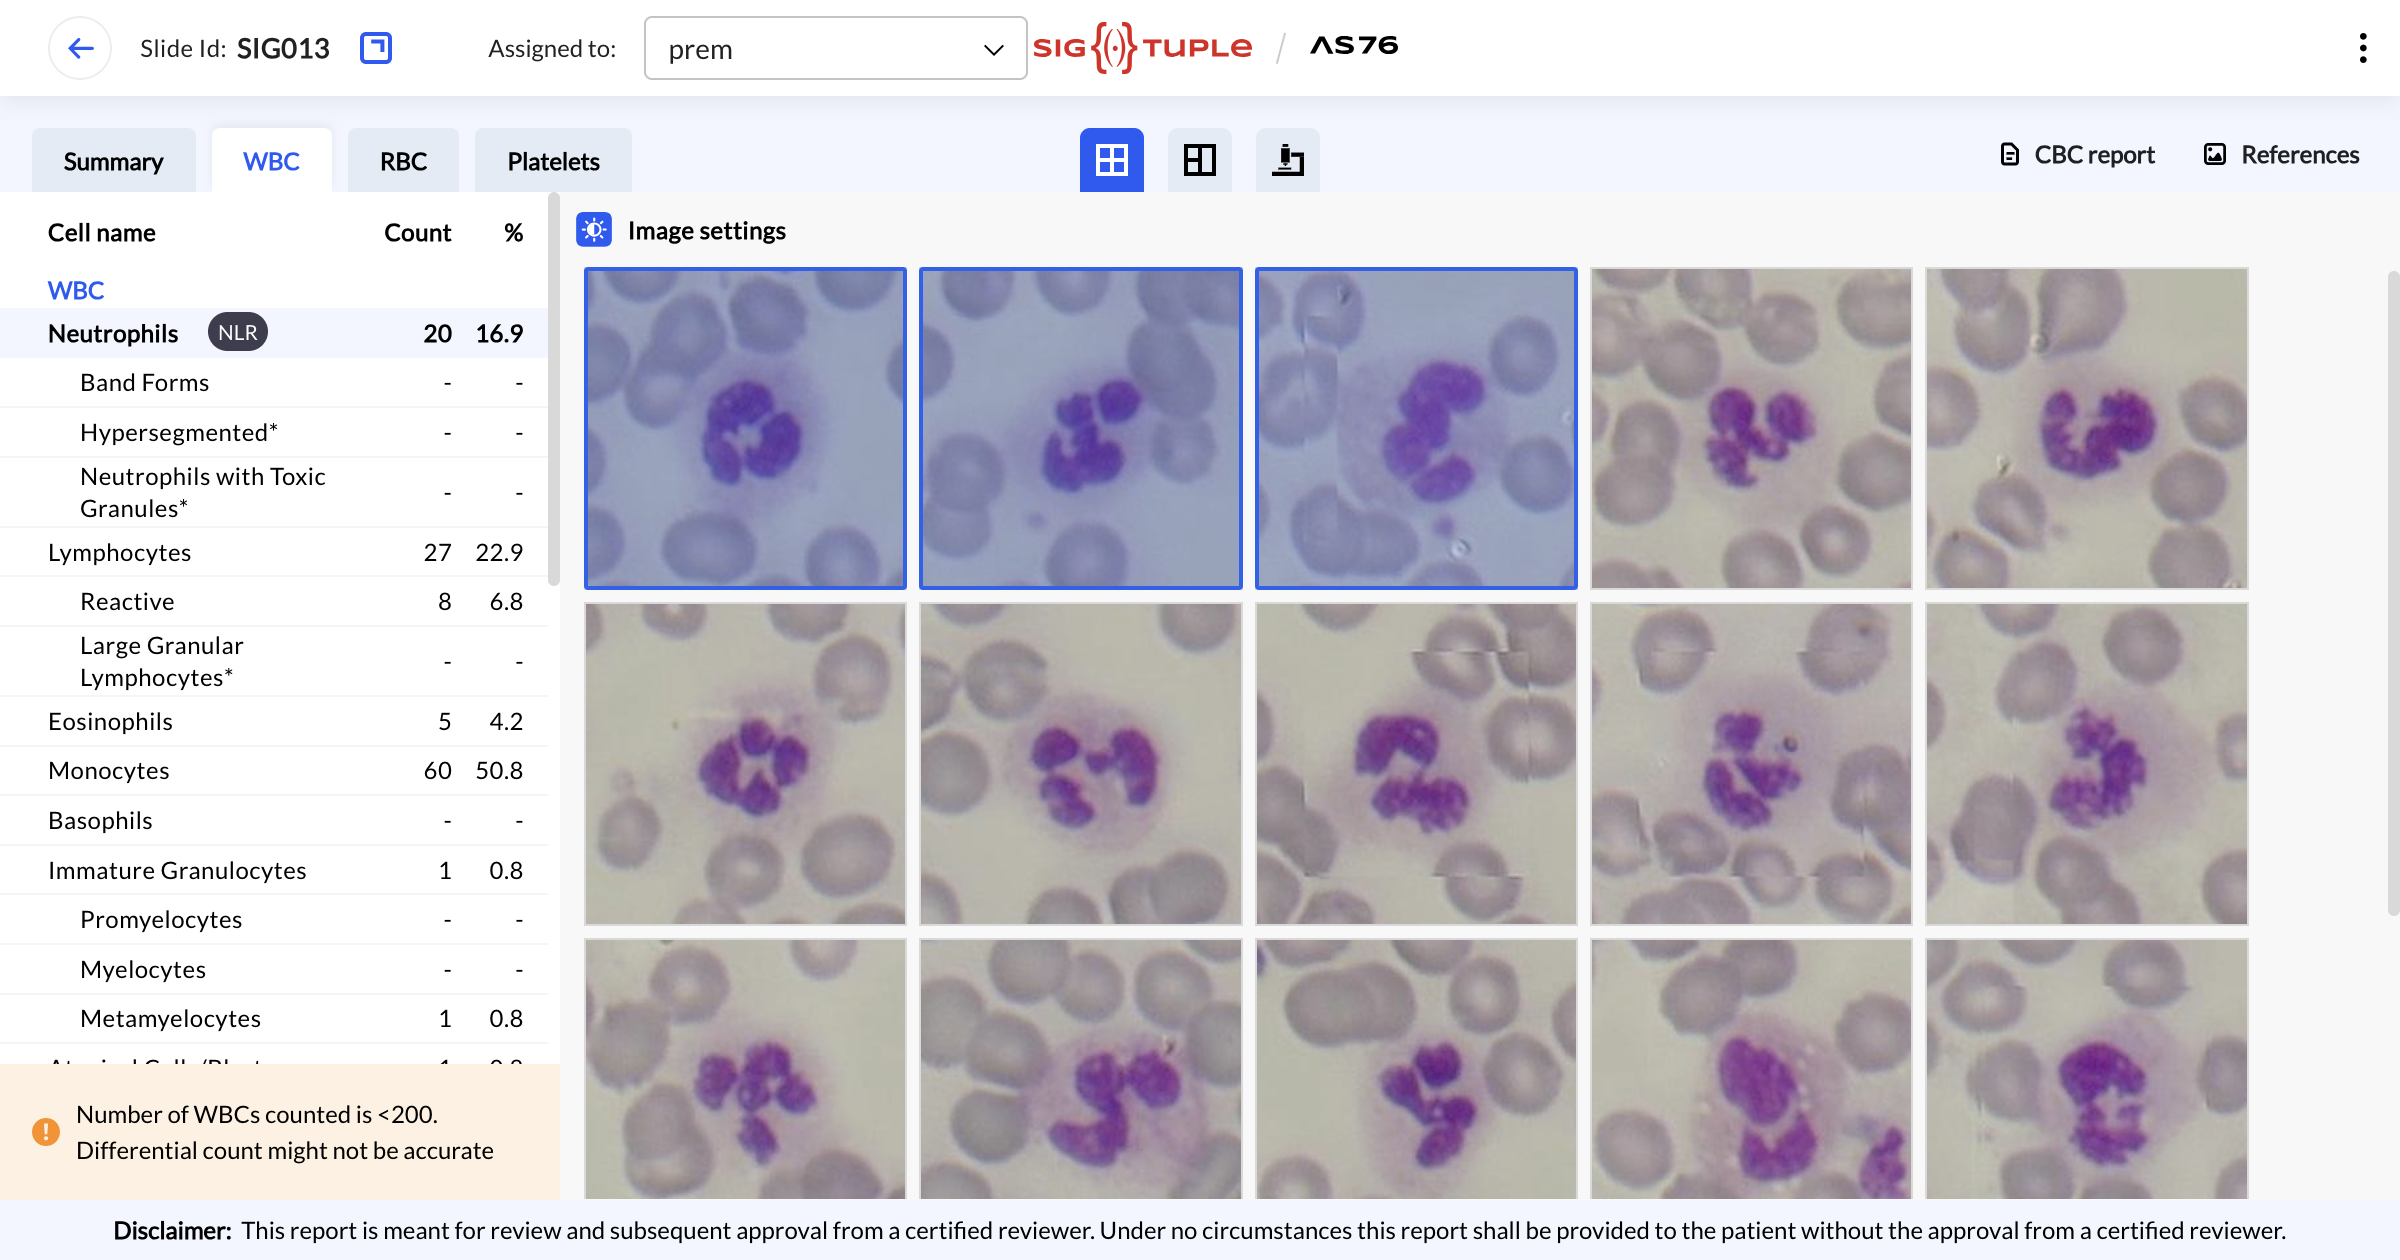 Slide Id: SIG013
Assigned to: prem
SIG TUPLE / AS76
Summary WBC RBC Platelets
CBC report References
Cell name Count %
WBC
Neutrophils NLR 20 16.9
Band Forms - -
Hypersegmented* - -
Neutrophils with Toxic
Granules* - -
Lymphocytes 27 22.9
Reactive 8 6.8
Large Granular
Lymphocytes* - -
Eosinophils 5 4.2
Monocytes 60 50.8
Basophils - -
Immature Granulocytes 1 0.8
Promyelocytes - -
Myelocytes - -
Metamyelocytes 1 0.8
Number of WBCs counted is <200.
Differential count might not be accurate
Image settings
Disclaimer: This report is meant for review and subsequent approval from a certified reviewer. Under no circumstances this report shall be provided to the patient without the approval from a certified reviewer.